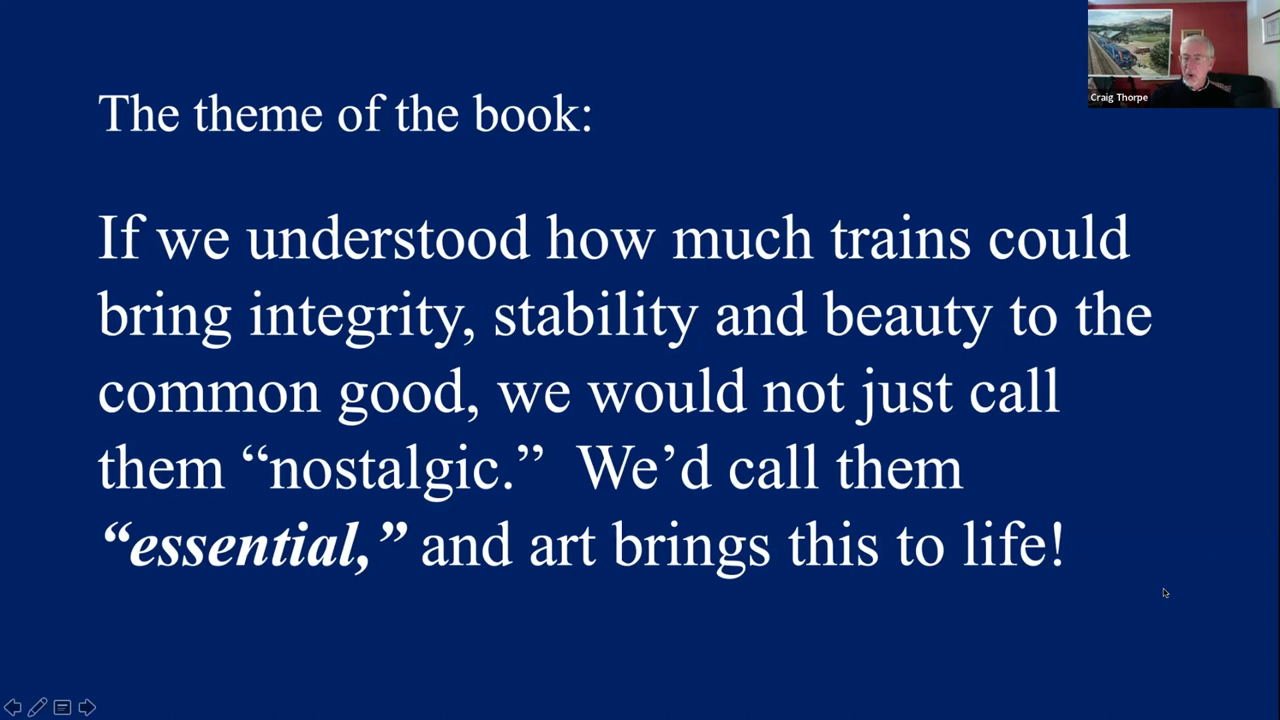 The theme of the book:
If we understood how much trains could
bring integrity, stability and beauty to the
common good, we would not just call
them “nostalgic.”  We’d call them
“essential,” and art brings this to life!
Craig Thorpe